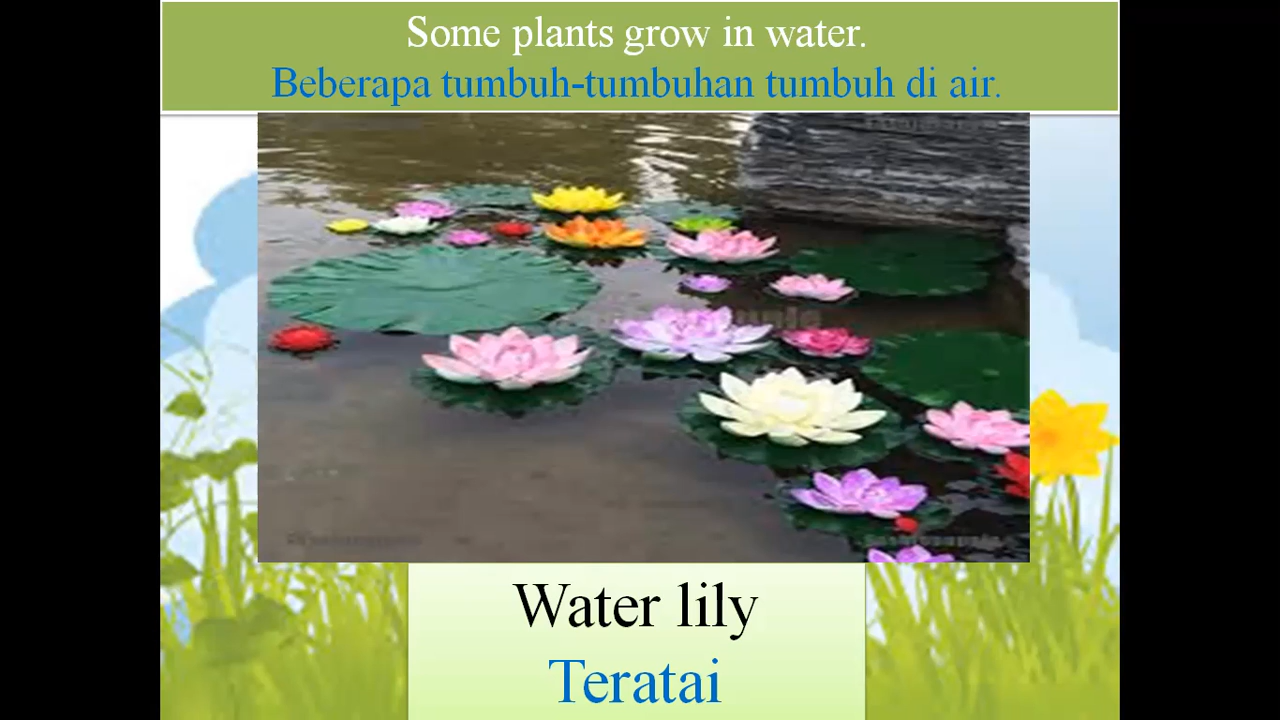 Some plants grow in water.
Beberapa tumbuh-tumbuhan tumbuh di air.
Water lily
Teratai